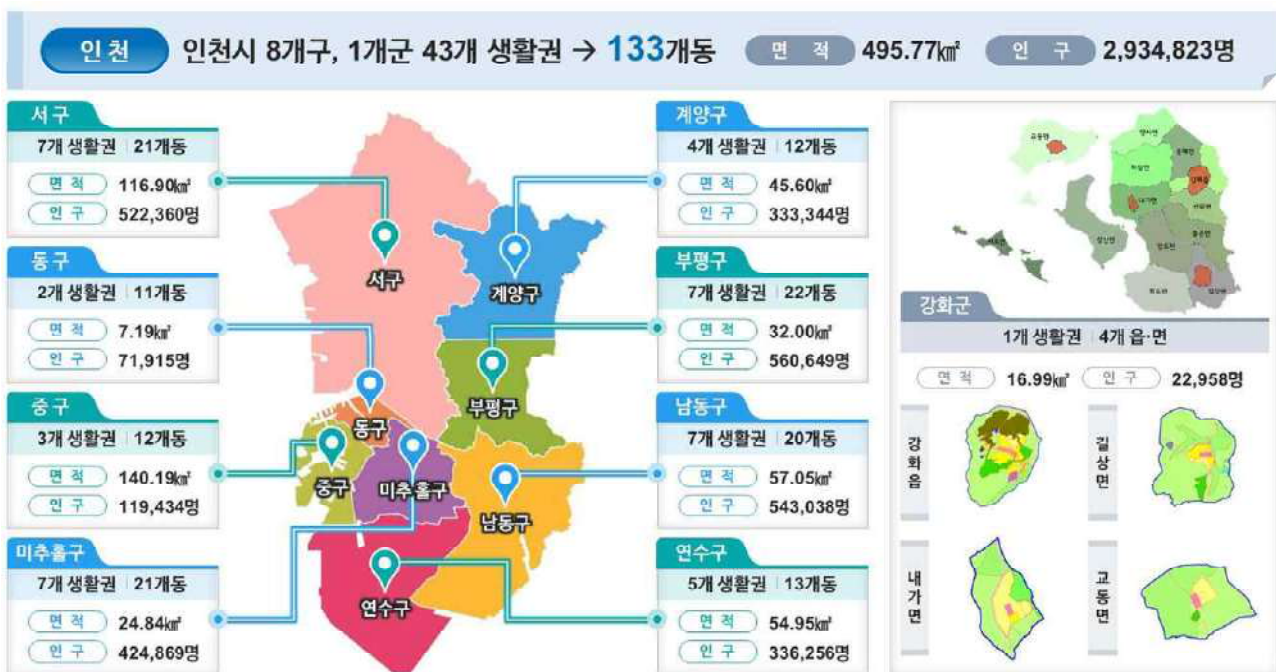 인천 인천시 8개구, 1개군 43개 생활권 → 133개동 면 적 495.77㎢ 인 구 2,934,823명
서구
7개 생활권 21개동
면 적 116.90㎢
인 구 522,360명
동구
2개 생활권 11개동
면 적 7.19㎢
인 구 71,915명
중구
3개 생활권 12개동
면 적 140.19㎢
인 구 119,434명
미추홀구
7개 생활권 21개동
면 적 24.84㎢
인 구 424,869명
서구
계양구
부평구
동구
중구
미추홀구
남동구
연수구
계양구
4개 생활권 12개동
면 적 45.60㎢
인 구 333,344명
부평구
7개 생활권 22개동
면 적 32.00㎢
인 구 560,649명
남동구
7개 생활권 20개동
면 적 57.05㎢
인 구 543,038명
연수구
5개 생활권 13개동
면 적 54.95㎢
인 구 336,256명
교동면
내가면
강화군
1개 생활권 4개 읍·면
면 적 16.99㎢ 인 구 22,958명
강화읍
길상면
내가면
교동면